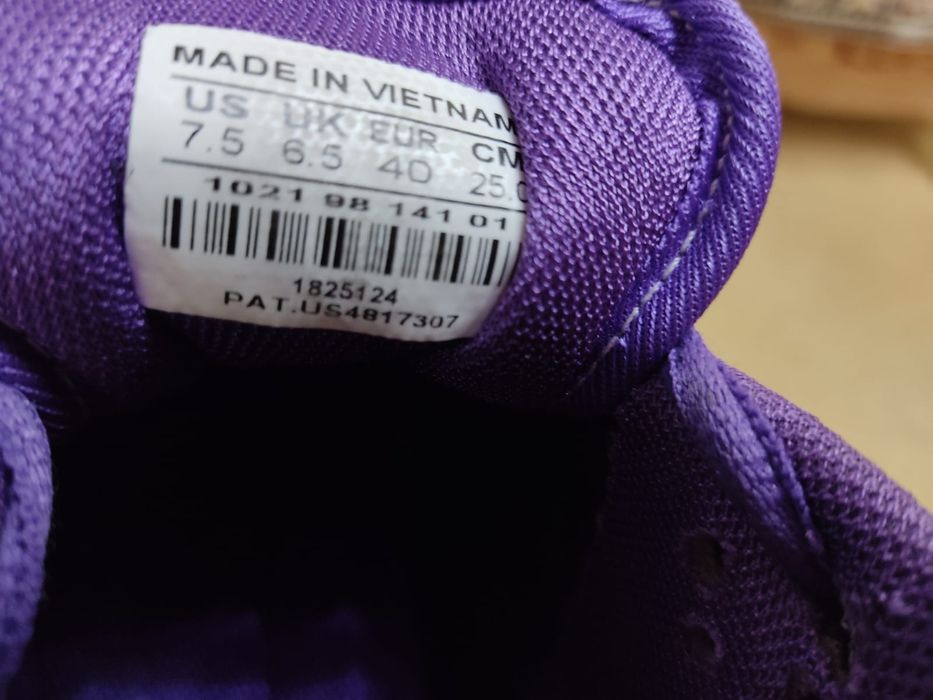 MADE IN VIETNAM
US UK EUR CM
7.5 6.5 40 25.0
1021 98 141 01
1825124
PAT.US4817307